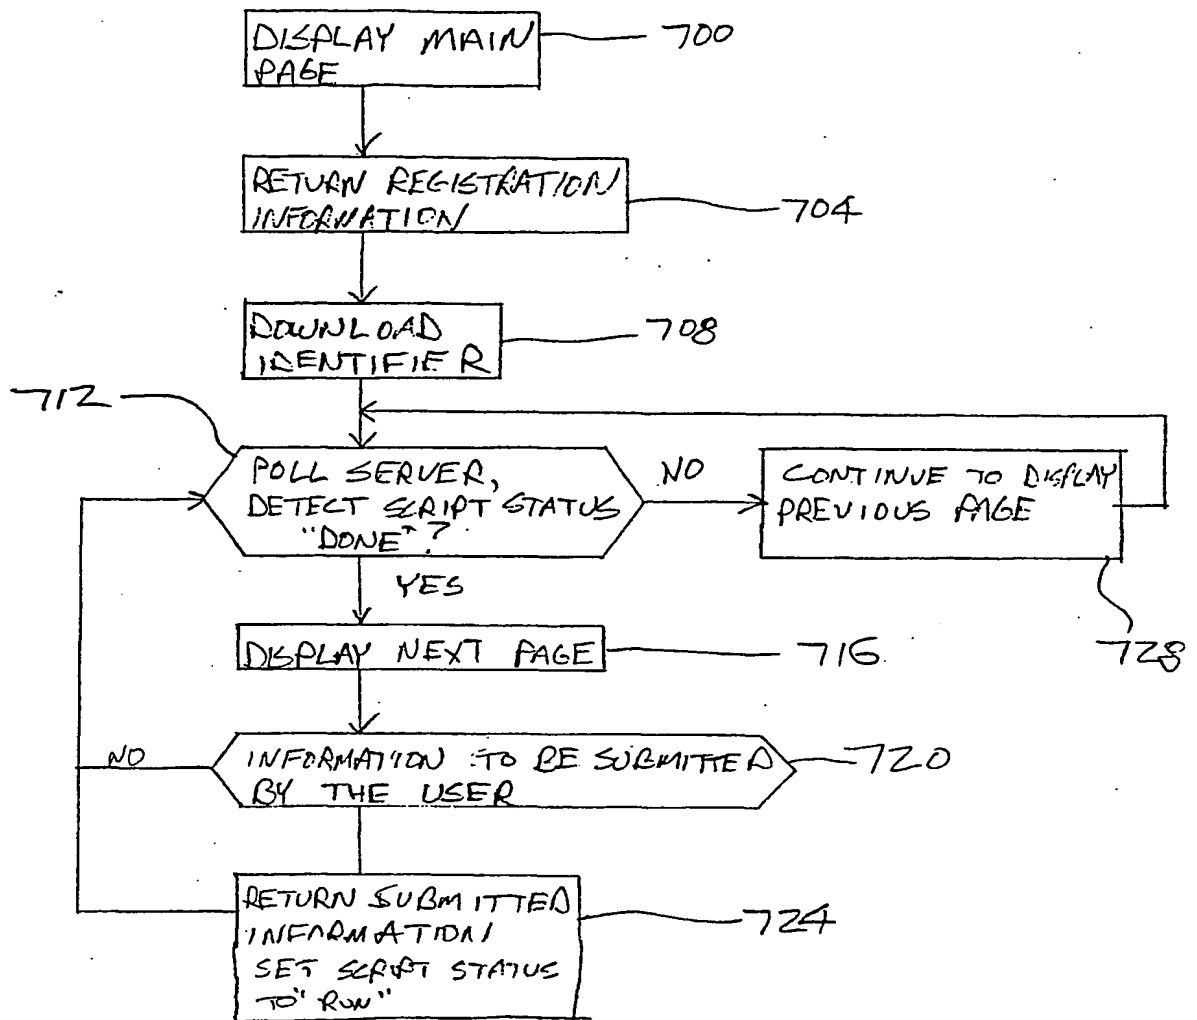 DISPLAY MAIN
PAGE
700
RETURN REGISTRATION
INFORMATION
704
DOWNLOAD
IDENTIFIER
708
712
POLL SERVER,
DETECT SCRIPT STATUS
"DONE"?
NO
CONTINUE TO DISPLAY
PREVIOUS PAGE
728
YES
DISPLAY NEXT PAGE
716
NO
INFORMATION TO BE SUBMITTED
BY THE USER
720
RETURN SUBMITTED
INFORMATION
SET SCRIPT STATUS
TO "RUN"
724